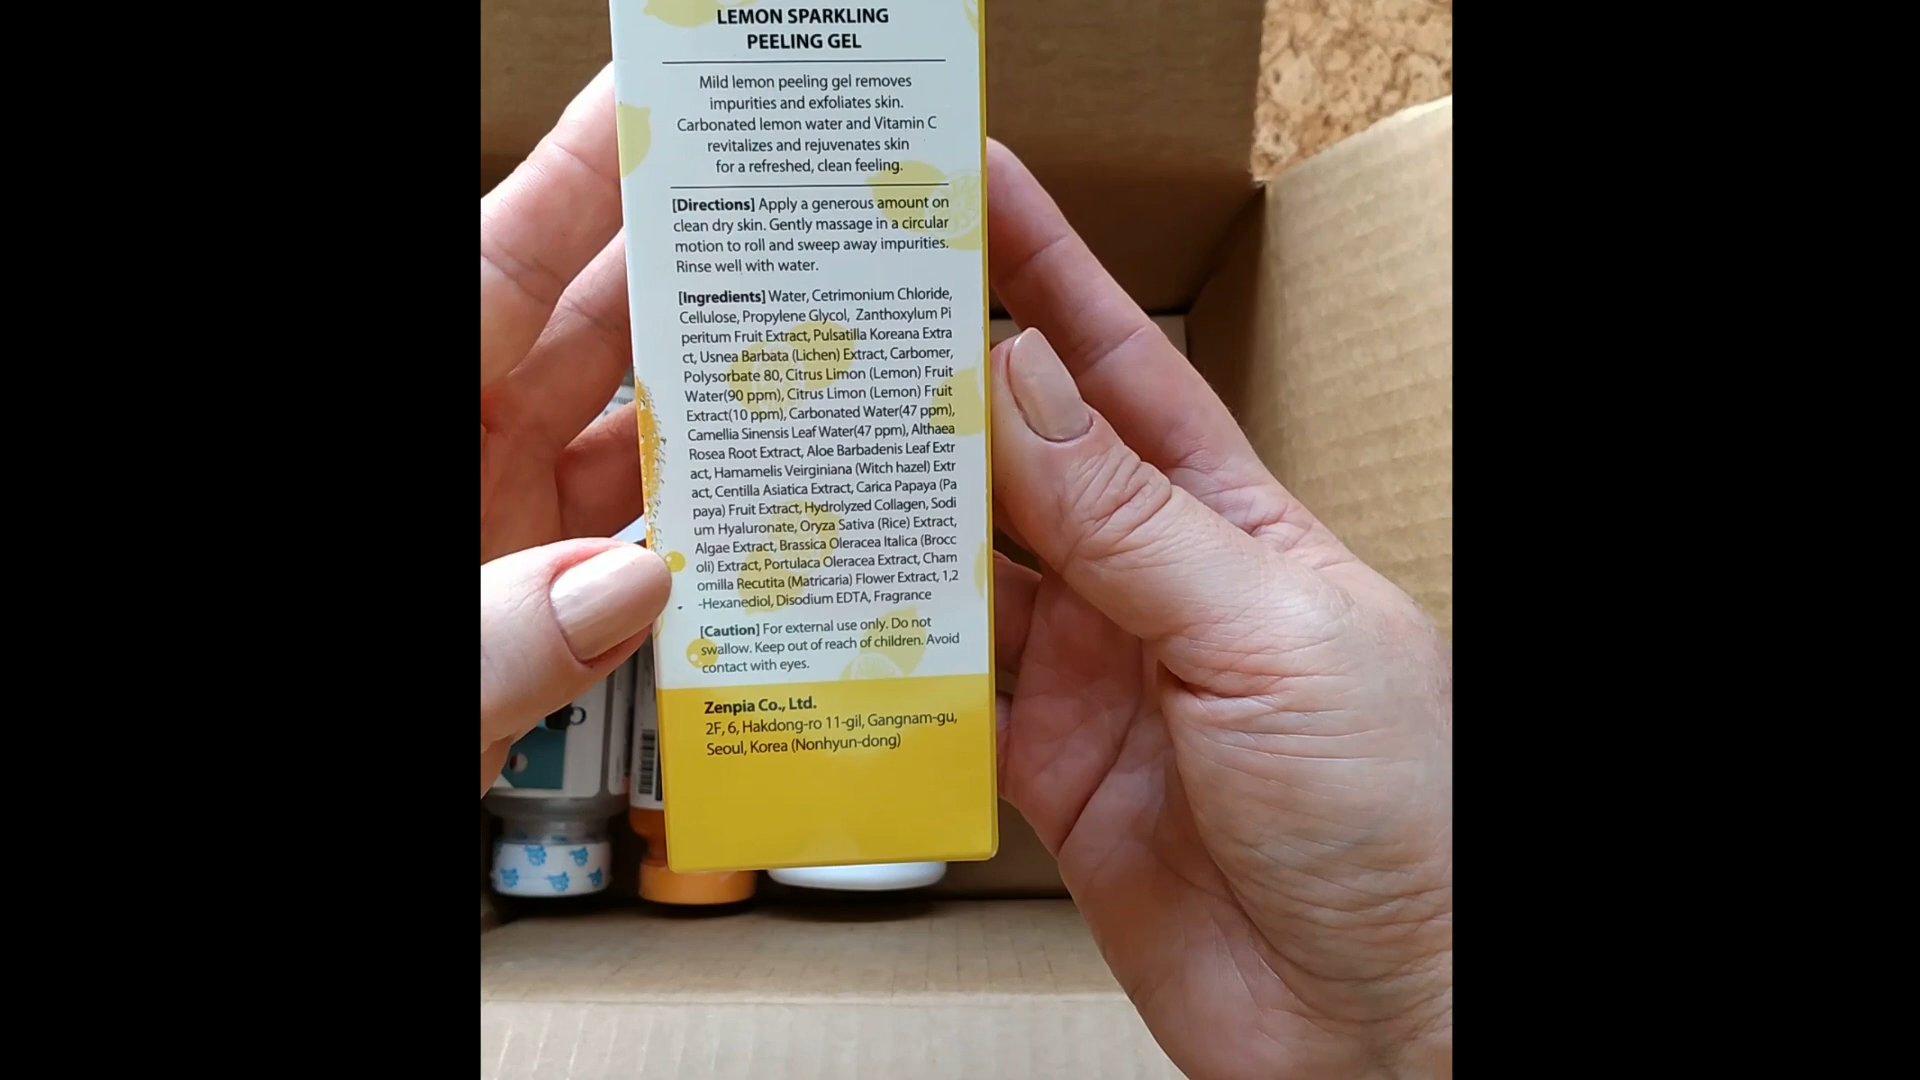 LEMON SPARKLING
PEELING GEL
Mild lemon peeling gel removes
impurities and exfoliates skin.
Carbonated lemon water and Vitamin C
revitalizes and rejuvenates skin
for a refreshed, clean feeling.
[Directions] Apply a generous amount on
clean dry skin. Gently massage in a circular
motion to roll and sweep away impurities.
Rinse well with water.
[Ingredients] Water, Cetrimonium Chloride,
Cellulose, Propylene Glycol, Zanthoxylum Pi
peritum Fruit Extract, Pulsatilla Koreana Extra
ct, Usnea Barbata (Lichen) Extract, Carbomer,
Polysorbate 80, Citrus Limon (Lemon) Fruit
Water(90 ppm), Citrus Limon (Lemon) Fruit
Extract(10 ppm), Carbonated Water(47 ppm),
Camellia Sinensis Leaf Water(47 ppm), Althaea
Rosea Root Extract, Aloe Barbadenis Leaf Extr
act, Hamamelis Veirginiana (Witch hazel) Extr
act, Centilla Asiatica Extract, Carica Papaya (Pa
paya) Fruit Extract, Hydrolyzed Collagen, Sodi
um Hyaluronate, Oryza Sativa (Rice) Extract,
Algae Extract, Brassica Oleracea Italica (Brocc
oli) Extract, Portulaca Oleracea Extract, Cham
omilla Recutita (Matricaria) Flower Extract, 1,2
-Hexanediol, Disodium EDTA, Fragrance
[Caution] For external use only. Do not
swallow. Keep out of reach of children. Avoid
contact with eyes.
Zenpia Co., Ltd.
2F, 6, Hakdong-ro 11-gil, Gangnam-gu,
Seoul, Korea (Nonhyun-dong)